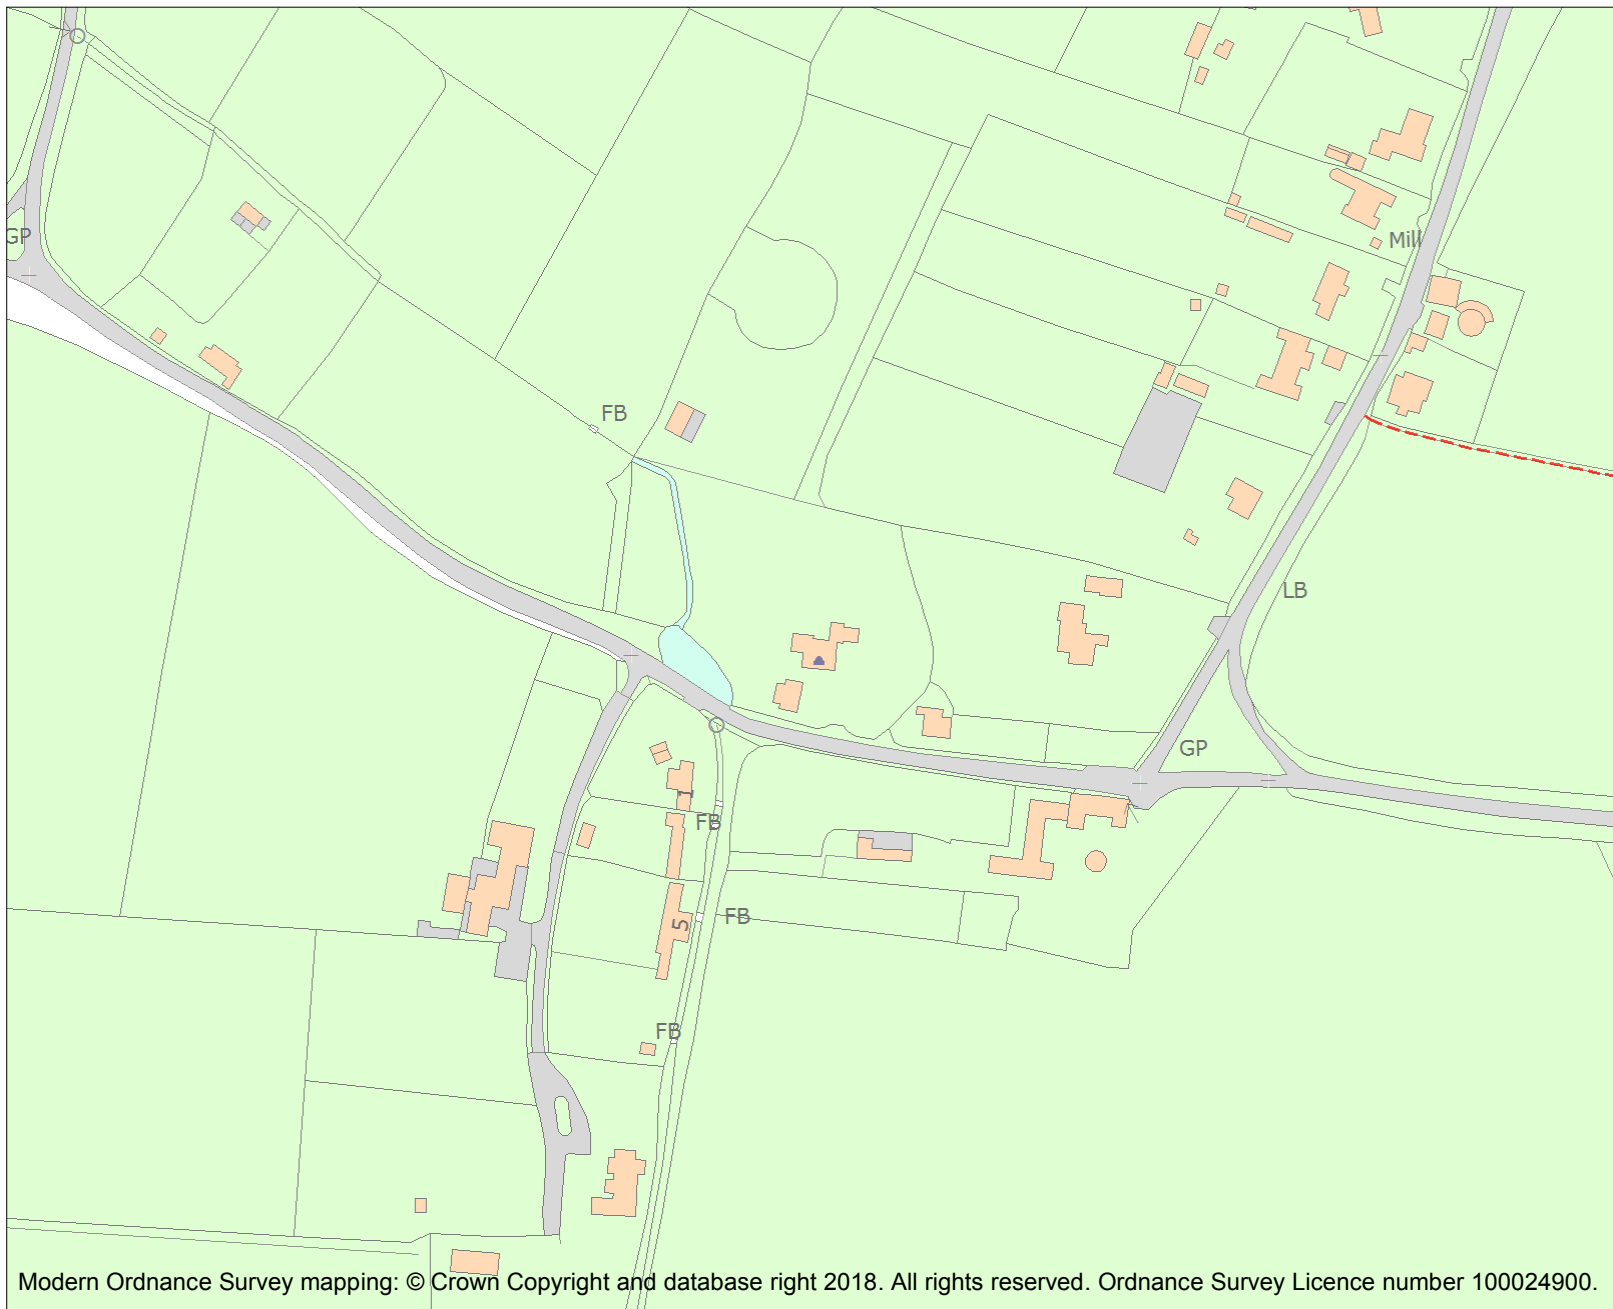 GP
Mill
FB
LB
GP
1
FB
5
FB
FB
Modern Ordnance Survey mapping: © Crown Copyright and database right 2018. All rights reserved. Ordnance Survey Licence number 100024900.